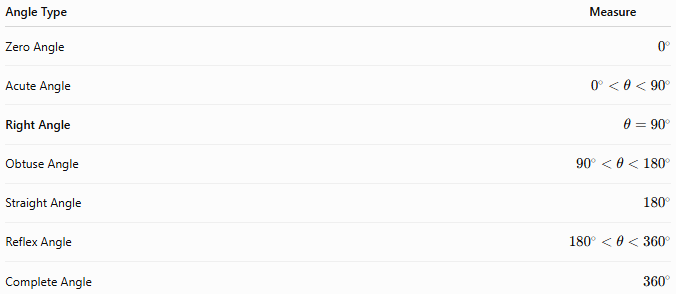 Angle Type Measure
Zero Angle 0°
Acute Angle 0° < θ < 90°
Right Angle θ = 90°
Obtuse Angle 90° < θ < 180°
Straight Angle 180°
Reflex Angle 180° < θ < 360°
Complete Angle 360°